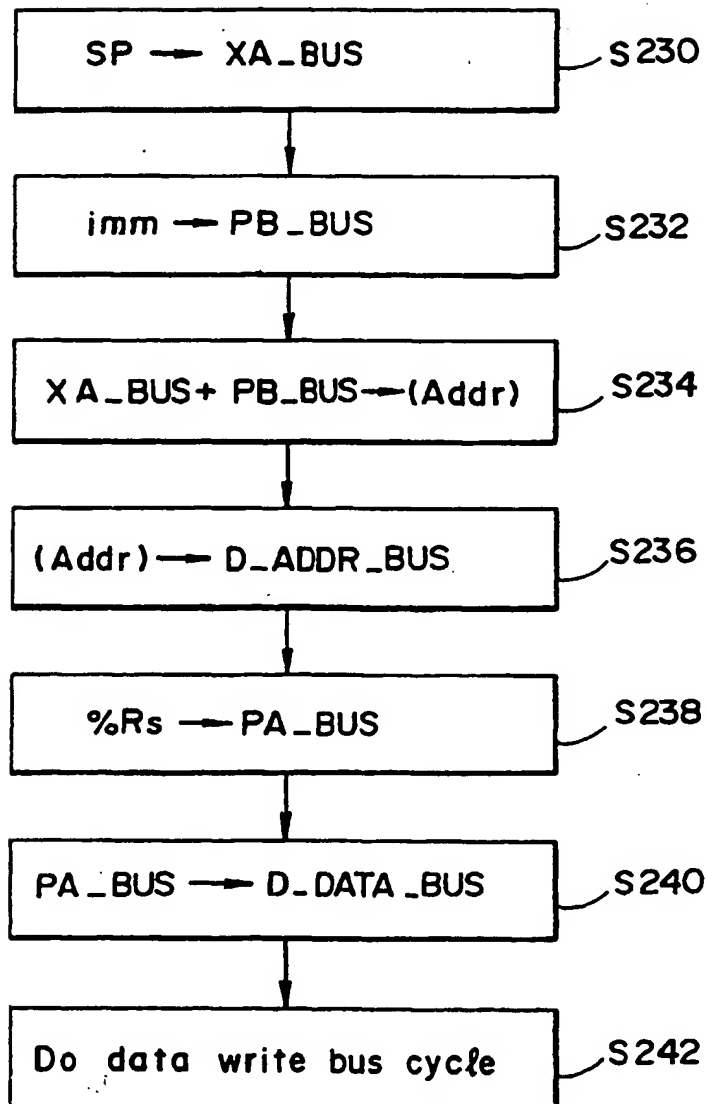 SP → XA_BUS S230
imm → PB_BUS S232
XA_BUS + PB_BUS → (Addr) S234
(Addr) → D_ADDR_BUS S236
%Rs → PA_BUS S238
PA_BUS → D_DATA_BUS S240
Do data write bus cycle S242